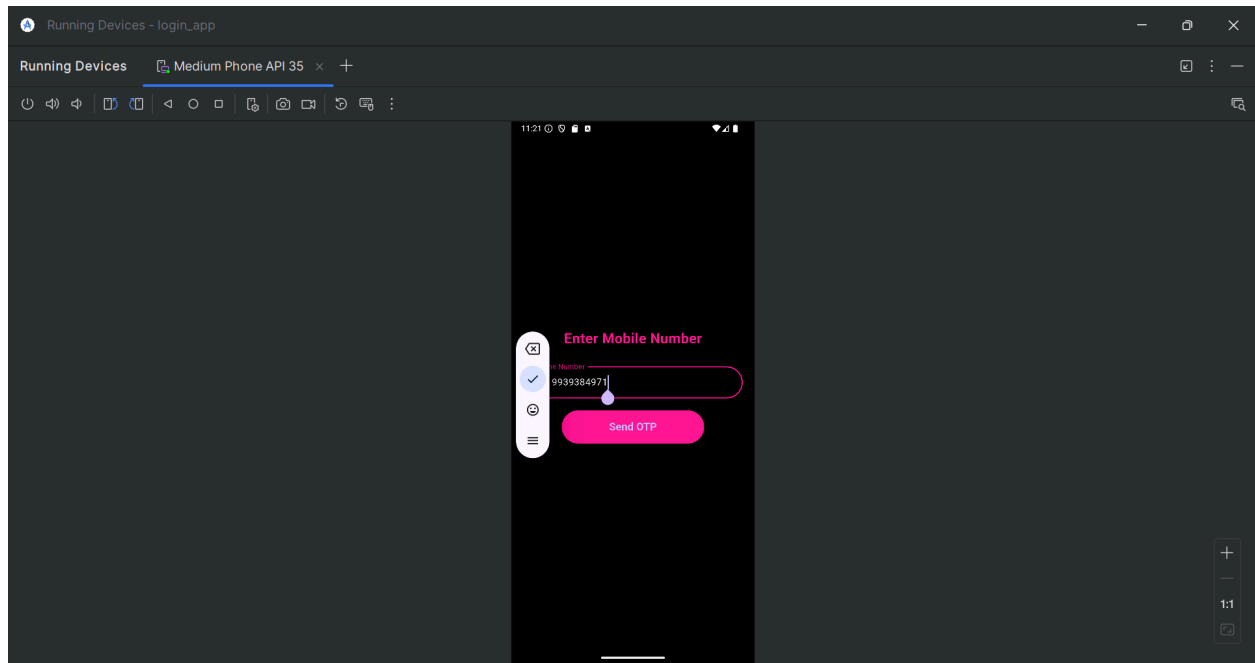 Running Devices - login_app
Running Devices
Medium Phone API 35
11:21
Enter Mobile Number
Number
9939384971
Send OTP
1:1